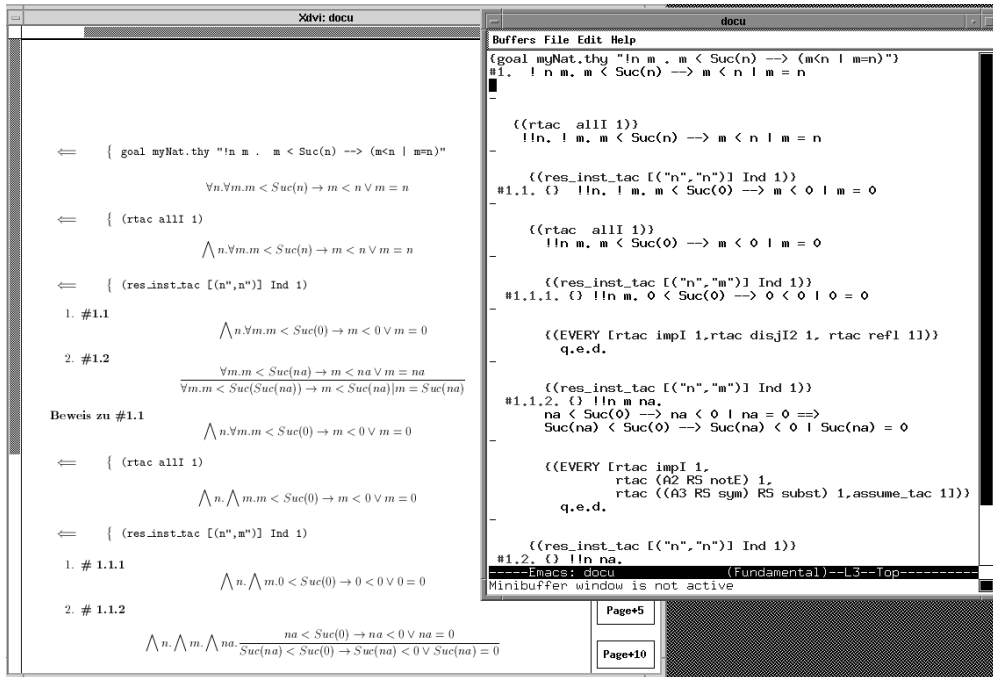 Xdvi: docu
⟸ { goal myNat.thy "!n m . m < Suc(n) --> (m<n | m=n)"
∀n.∀m.m < Suc(n) → m < n ∨ m = n
⟸ { (rtac allI 1)
⋀ n.∀m.m < Suc(n) → m < n ∨ m = n
⟸ { (res_inst_tac [(n",n")] Ind 1)
1. #1.1
⋀ n.∀m.m < Suc(0) → m < 0 ∨ m = 0
2. #1.2
∀m.m < Suc(na) → m < na ∨ m = na
∀m.m < Suc(Suc(na)) → m < Suc(na)|m = Suc(na)
Beweis zu #1.1
⋀ n.∀m.m < Suc(0) → m < 0 ∨ m = 0
⟸ { (rtac allI 1)
⋀ n. ⋀ m.m < Suc(0) → m < 0 ∨ m = 0
⟸ { (res_inst_tac [(n",m")] Ind 1)
1. # 1.1.1
⋀ n. ⋀ m.0 < Suc(0) → 0 < 0 ∨ 0 = 0
2. # 1.1.2
⋀ n. ⋀ m. ⋀ na. na < Suc(0) → na < 0 ∨ na = 0
Suc(na) < Suc(0) → Suc(na) < 0 ∨ Suc(na) = 0
Page+5
Page+10
docu
Buffers File Edit Help
{goal myNat.thy "!n m . m < Suc(n) --> (m<n | m=n)"}
#1. ! n m. m < Suc(n) --> m < n | m = n
-
{(rtac allI 1)}
!!n. ! m. m < Suc(n) --> m < n | m = n
-
{(res_inst_tac [("n","n")] Ind 1)}
#1.1. {} !!n. ! m. m < Suc(0) --> m < 0 | m = 0
-
{(rtac allI 1)}
!!n m. m < Suc(0) --> m < 0 | m = 0
-
{(res_inst_tac [("n","m")] Ind 1)}
#1.1.1. {} !!n m. 0 < Suc(0) --> 0 < 0 | 0 = 0
-
{(EVERY [rtac impI 1,rtac disjI2 1, rtac refl 1])}
q.e.d.
-
{(res_inst_tac [("n","m")] Ind 1)}
#1.1.2. {} !!n m na.
na < Suc(0) --> na < 0 | na = 0 ==>
Suc(na) < Suc(0) --> Suc(na) < 0 | Suc(na) = 0
-
{(EVERY [rtac impI 1,
rtac (A2 RS notE) 1,
rtac ((A3 RS sym) RS subst) 1,assume_tac 1])}
q.e.d.
-
{(res_inst_tac [("n","n")] Ind 1)}
#1.2. {} !!n na.
-----Emacs: docu (Fundamental)--L3--Top----------
Minibuffer window is not active